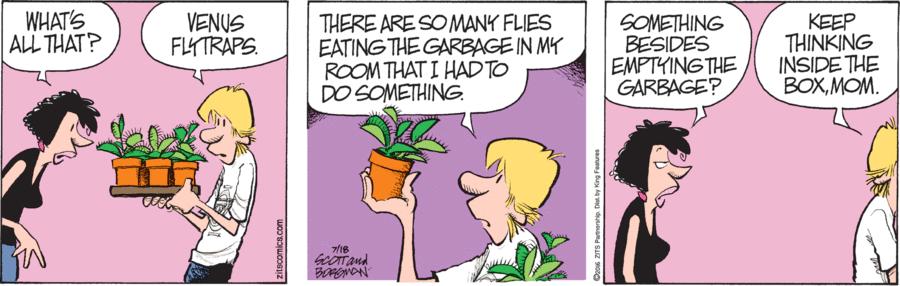 WHAT'S
ALL THAT?
VENUS
FLYTRAPS.
zitscomics.com
THERE ARE SO MANY FLIES
EATING THE GARBAGE IN MY
ROOM THAT I HAD TO
DO SOMETHING.
7/18
SCOTT and
BORGMAN
SOMETHING
BESIDES
EMPTYING THE
GARBAGE?
KEEP
THINKING
INSIDE THE
BOX, MOM.
©2016 ZITS Partnership. Dist. by King Features